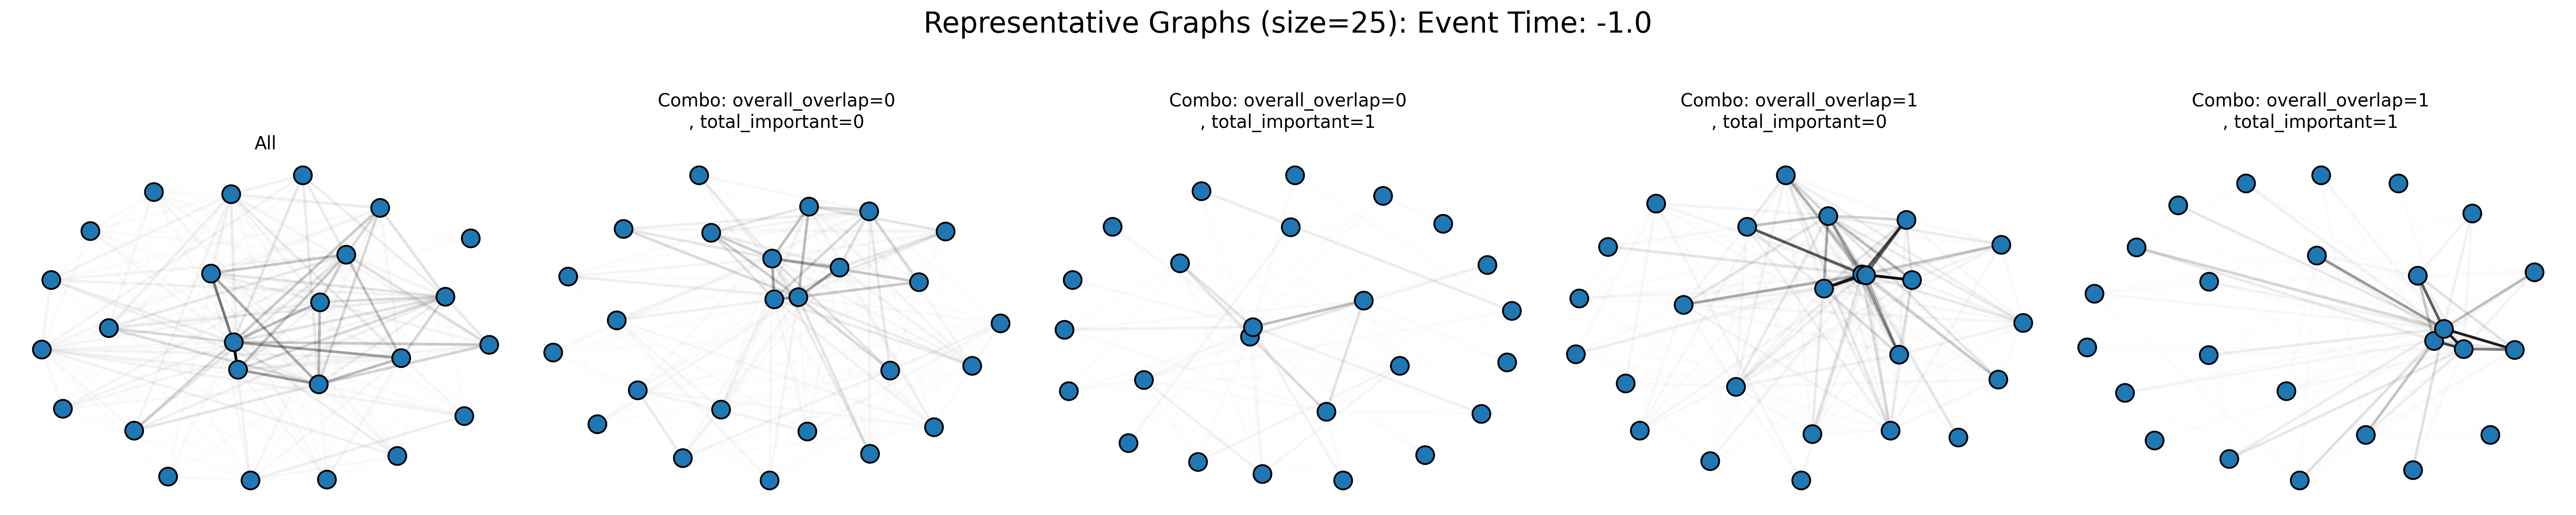 Representative Graphs (size=25): Event Time: -1.0
All
Combo: overall_overlap=0
, total_important=0
Combo: overall_overlap=0
, total_important=1
Combo: overall_overlap=1
, total_important=0
Combo: overall_overlap=1
, total_important=1